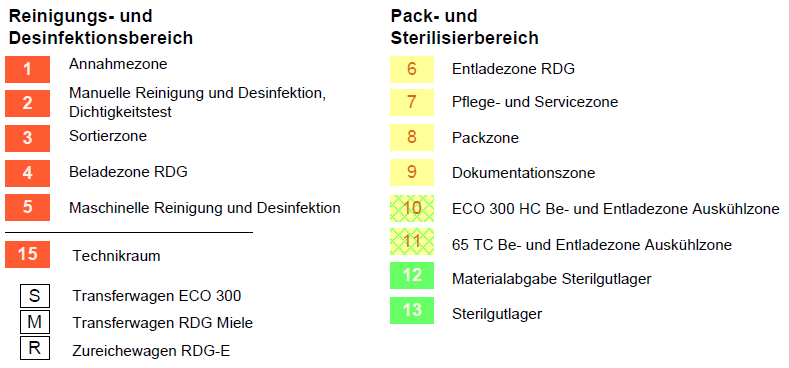 Reinigungs- und
Desinfektionsbereich
1 Annahmezone
2 Manuelle Reinigung und Desinfektion,
Dichtigkeitstest
3 Sortierzone
4 Beladezone RDG
5 Maschinelle Reinigung und Desinfektion
15 Technikraum
S Transferwagen ECO 300
M Transferwagen RDG Miele
R Zureichewagen RDG-E
Pack- und
Sterilisierbereich
6 Entladezone RDG
7 Pflege- und Servicezone
8 Packzone
9 Dokumentationszone
10 ECO 300 HC Be- und Entladezone Auskühlzone
11 65 TC Be- und Entladezone Auskühlzone
12 Materialabgabe Sterilgutlager
13 Sterilgutlager